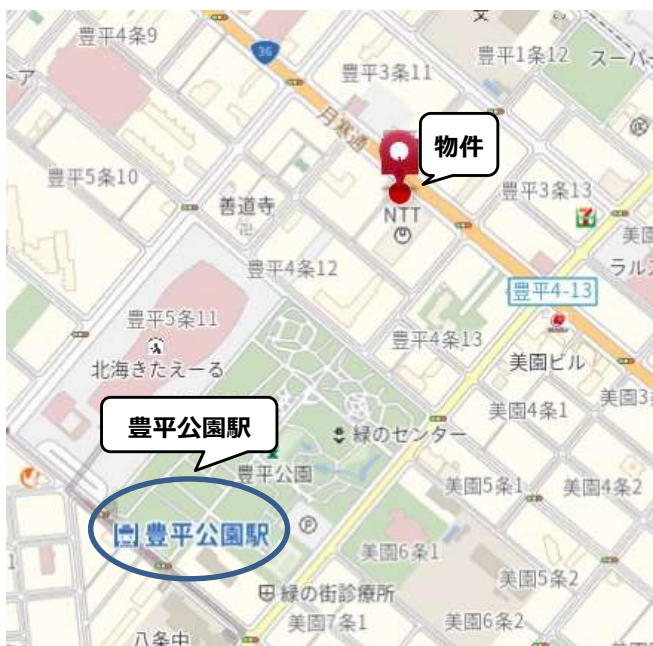 豊平4条9
36
豊平3条11
豊平1条12
スーパー
ア
月寒通
物件
豊平5条10
善道寺
NTT
豊平3条13
美園
ラルズ
豊平4条12
豊平4-13
豊平5条11
北海きたえーる
豊平4条13
美園ビル
美園4条1
美園3条
豊平公園駅
緑のセンター
豊平公園
P
美園5条1
美園4条2
豊平公園駅
美園6条1
緑の街診療所
美園5条2
美園7条1
美園6条2
八条中
1